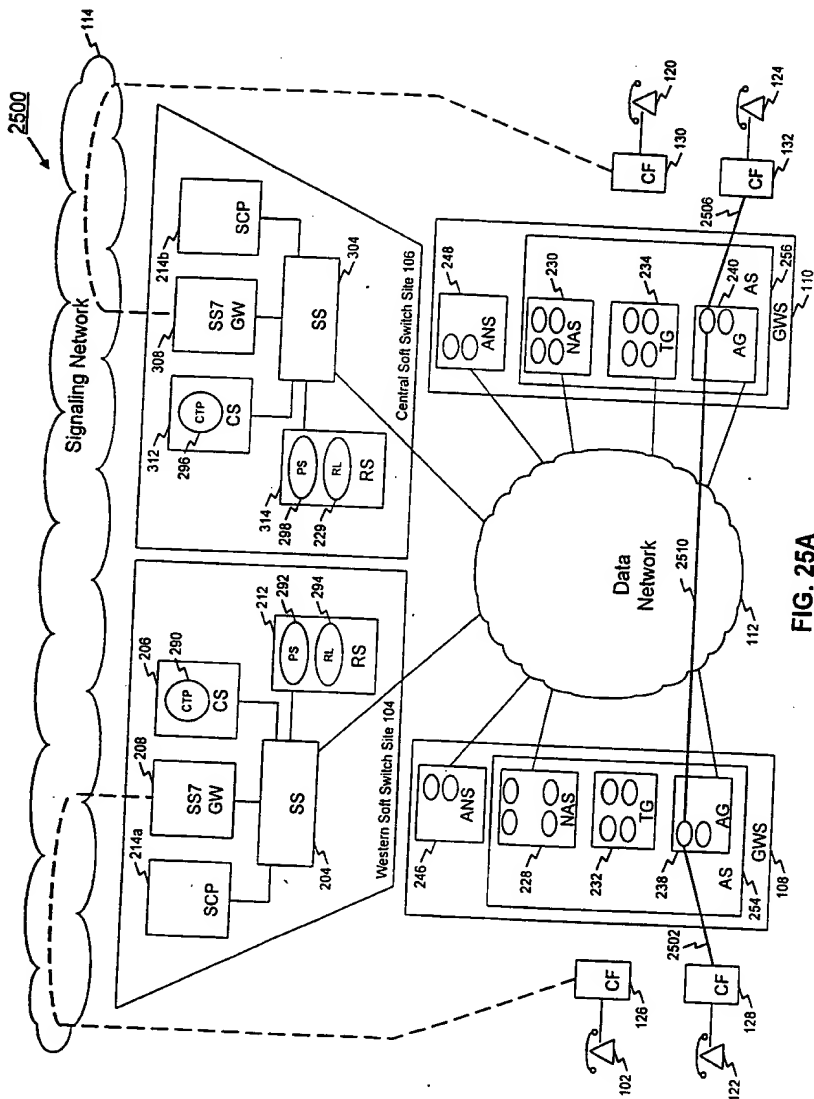 2500
114
Signaling Network
214a
SCP
208
SS7
GW
206
290
CTP
CS
212
292
PS
294
RL
RS
SS
204
Western Soft Switch Site 104
312
CTP
296
CS
308
SS7
GW
214b
SCP
SS
304
314
PS
298
RL
229
RS
Central Soft Switch Site 106
246
ANS
228
NAS
232
TG
238
AG
AS
254
GWS
108
Data
Network
112
2510
248
ANS
230
NAS
234
TG
240
AG
AS
256
GWS
110
CF
126
102
2502
CF
128
122
CF
130
120
2506
CF
132
124
FIG. 25A